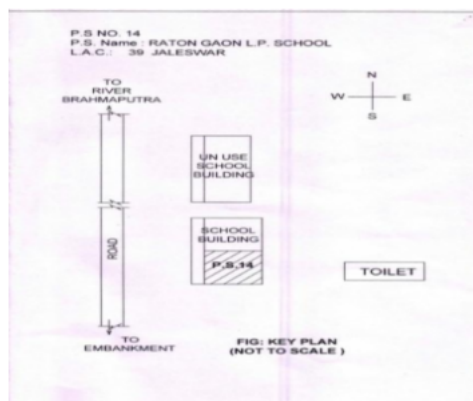 P.S NO. 14
P.S. Name : RATON GAON L.P. SCHOOL
L.A.C.: 39 JALESWAR
TO
RIVER
BRAHMAPUTRA
N
W E
S
UN USE
SCHOOL
BUILDING
SCHOOL
BUILDING
P.S.14
ROAD
TOILET
TO
EMBANKMENT
FIG: KEY PLAN
(NOT TO SCALE )